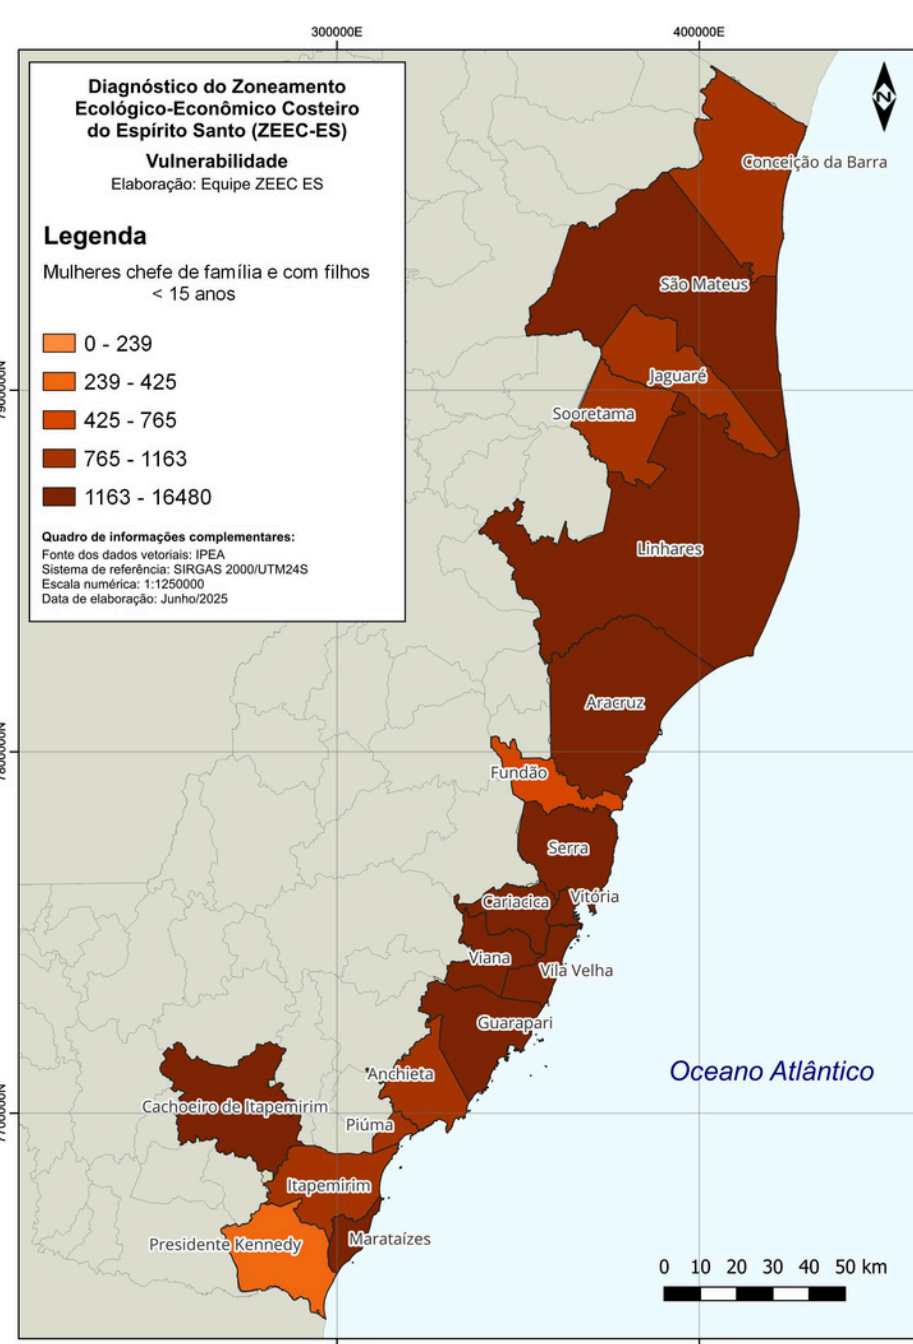 300000E
400000E
Diagnóstico do Zoneamento
Ecológico-Econômico Costeiro
do Espírito Santo (ZEEC-ES)
Vulnerabilidade
Elaboração: Equipe ZEEC ES
Legenda
Mulheres chefe de família e com filhos
< 15 anos
0 - 239
239 - 425
425 - 765
765 - 1163
1163 - 16480
Quadro de informações complementares:
Fonte dos dados vetoriais: IPEA
Sistema de referência: SIRGAS 2000/UTM24S
Escala numérica: 1:1250000
Data de elaboração: Junho/2025
N
Conceição da Barra
São Mateus
7900000N
Jaguaré
Sooretama
Linhares
Aracruz
7800000N
Fundão
Serra
Vitória
Cariacica
Viana
Vila Velha
Guarapari
Anchieta
Oceano Atlântico
7700000N
Cachoeiro de Itapemirim
Piúma
Itapemirim
Presidente Kennedy
Marataízes
0 10 20 30 40 50 km